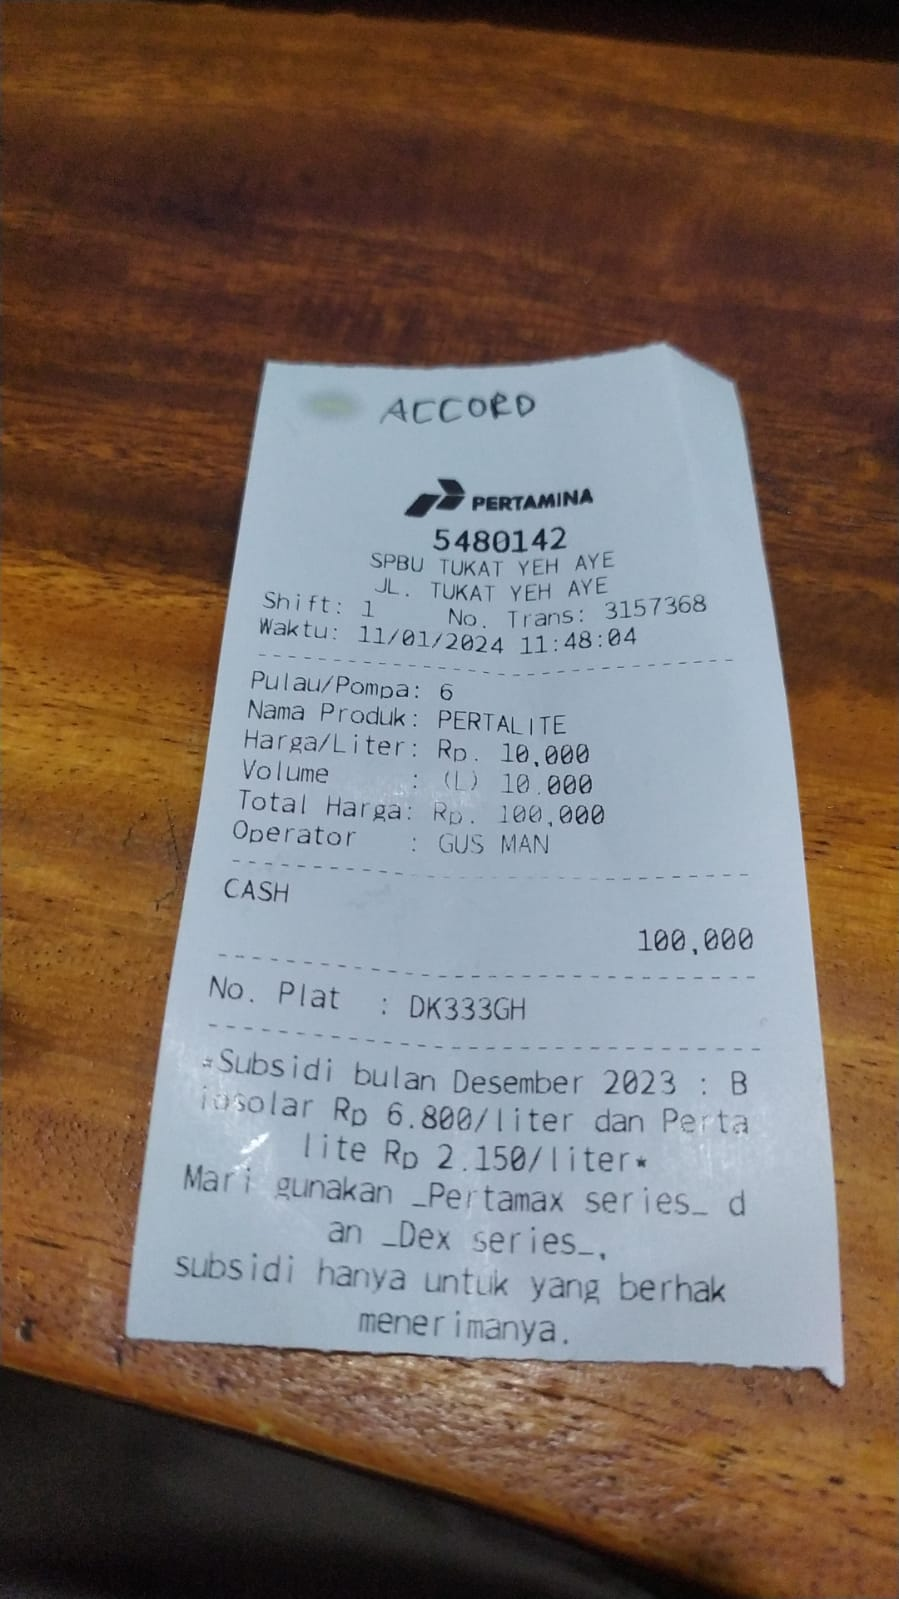 ACCORD
PERTAMINA
5480142
SPBU TUKAT YEH AYE
JL. TUKAT YEH AYE
Shift: 1 No. Trans: 3157368
Waktu: 11/01/2024 11:48:04
Pulau/Pompa: 6
Nama Produk: PERTALITE
Harga/Liter: Rp. 10,000
Volume : (L) 10.000
Total Harga: Rp. 100,000
Operator : GUS MAN
CASH
100,000
No. Plat : DK333GH
*Subsidi bulan Desember 2023 : B
iosolar Rp 6.800/liter dan Perta
lite Rp 2.150/liter*
Mari gunakan _Pertamax series_ d
an _Dex series_,
subsidi hanya untuk yang berhak
menerimanya.